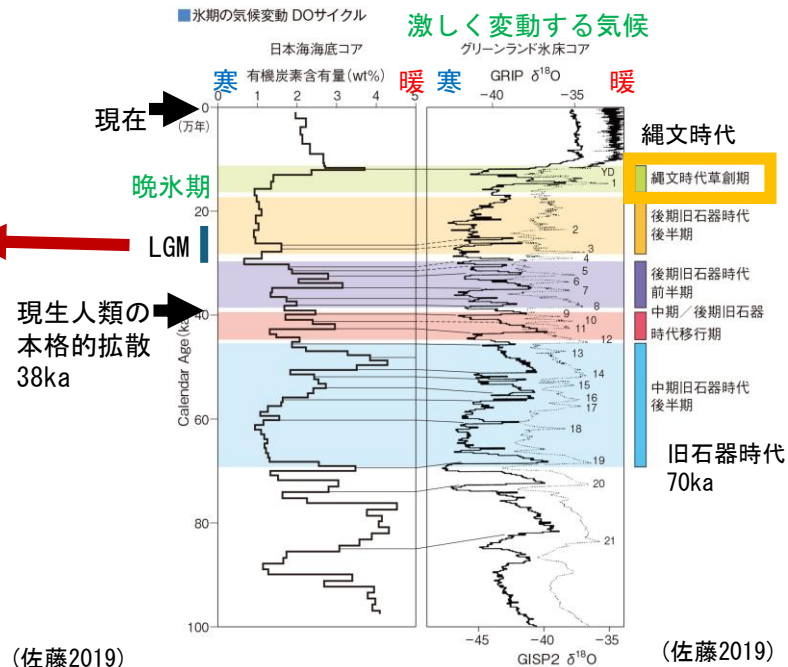 ■氷期の気候変動 DOサイクル
激しく変動する気候
日本海海底コア
グリーンランド氷床コア
寒 有機炭素含有量(wt%) 暖
寒 GRIP δ¹⁸O 暖
0 1 2 3 4 5
-40 -35
現在
0
(万年)
縄文時代
YD
1
縄文時代草創期
晩氷期
20
2
後期旧石器時代
後半期
LGM
3
4
5
6
7
8
後期旧石器時代
前半期
現生人類の
本格的拡散
38ka
40
9
10
11
12
中期/後期旧石器
時代移行期
Calendar Age(ka)
13
14
15
16
17
18
19
中期旧石器時代
後半期
60
旧石器時代
70ka
20
80
21
100
-45 -40 -35
GISP2 δ¹⁸O
(佐藤2019)
(佐藤2019)